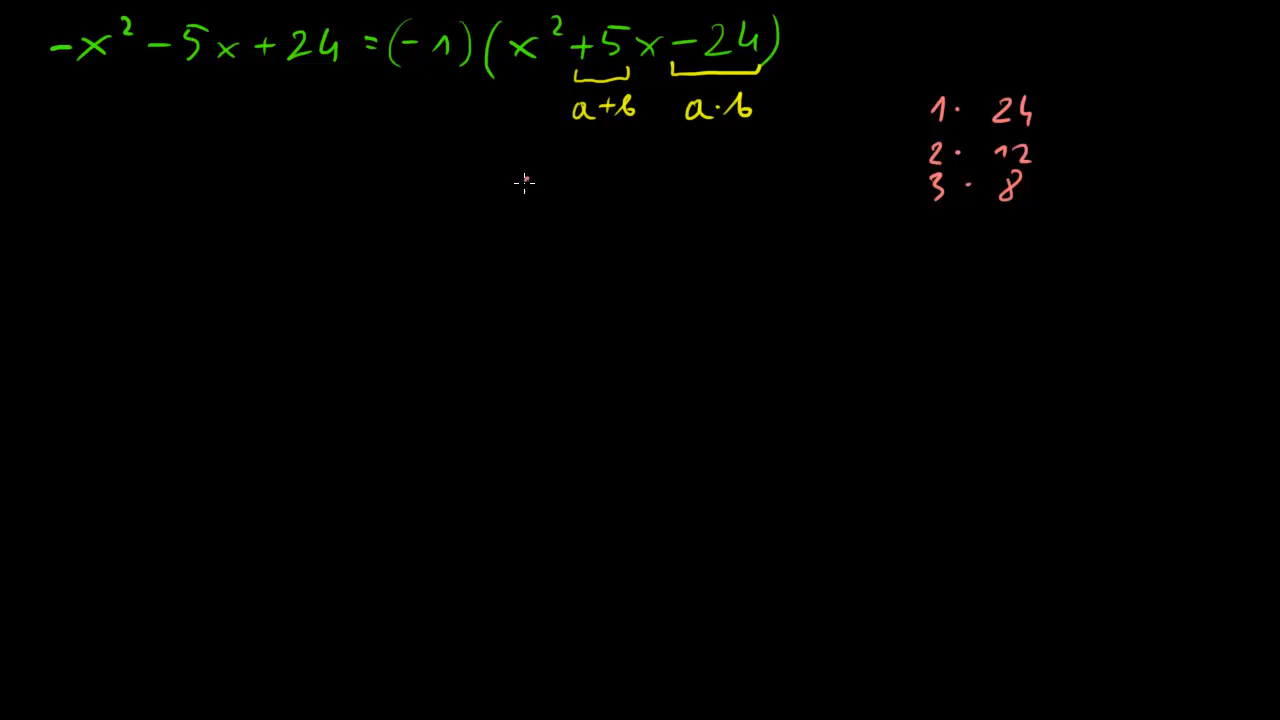 -x² - 5x + 24 = (-1)(x² + 5x - 24)
a+b a·b
1· 24
2· 12
3· 8